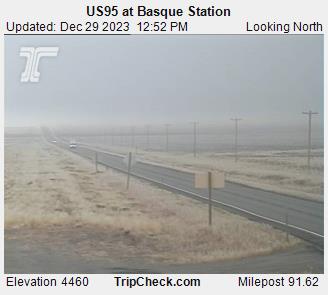 US95 at Basque Station
Updated: Dec 29 2023 12:52 PM Looking North
Elevation 4460 TripCheck.com Milepost 91.62